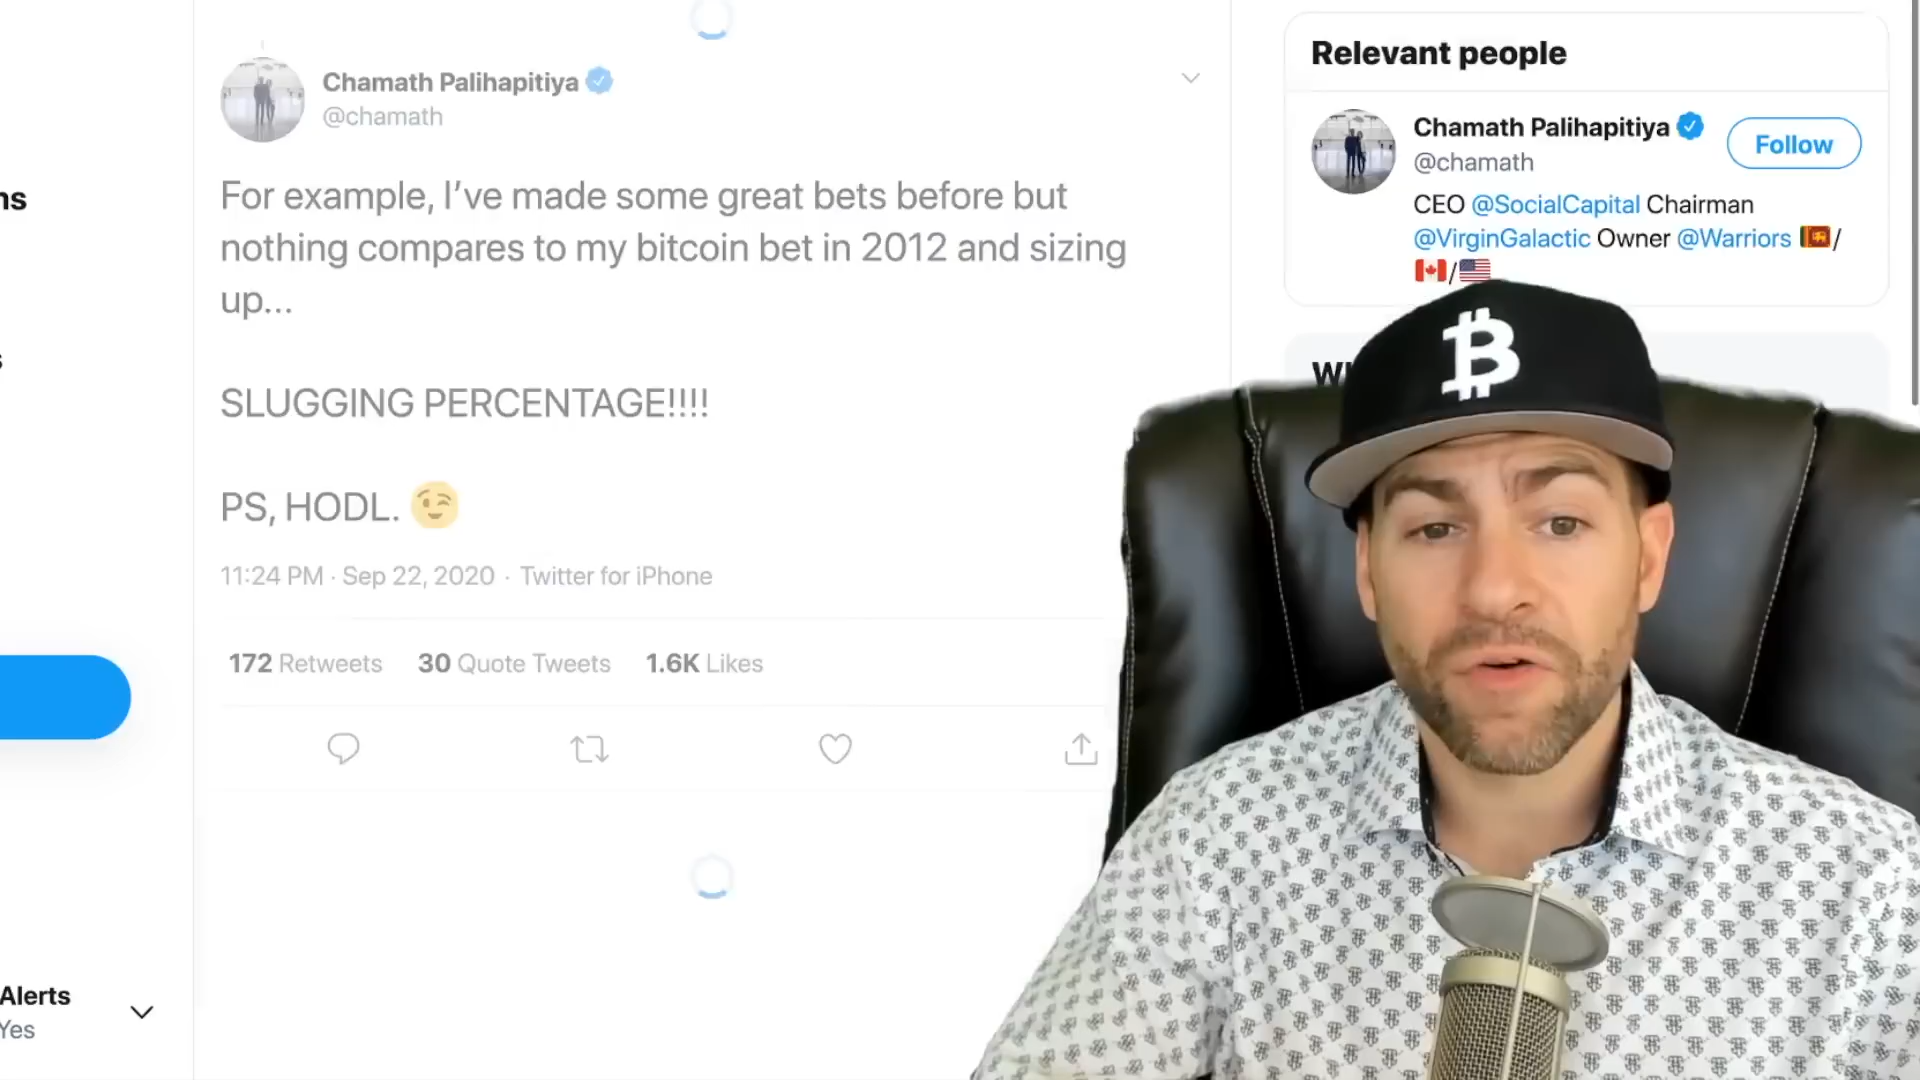 ns
s
Alerts
Yes
Chamath Palihapitiya
@chamath
For example, I've made some great bets before but
nothing compares to my bitcoin bet in 2012 and sizing
up...
SLUGGING PERCENTAGE!!!!
PS, HODL. 😉
11:24 PM · Sep 22, 2020 · Twitter for iPhone
172 Retweets 30 Quote Tweets 1.6K Likes
Relevant people
Chamath Palihapitiya
@chamath
Follow
CEO @SocialCapital Chairman
@VirginGalactic Owner @Warriors 🇱🇰/
🇨🇦/🇺🇸